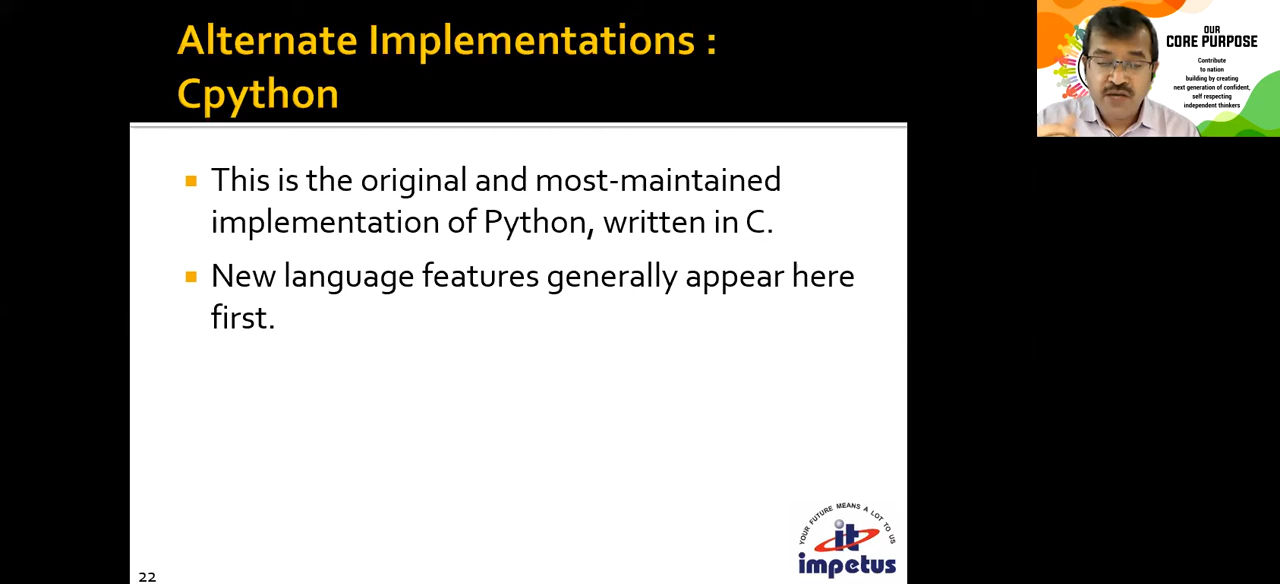 Alternate Implementations :
Cpython
This is the original and most-maintained
implementation of Python, written in C.
New language features generally appear here
first.
22
YOUR FUTURE MEANS A LOT TO US
it
impetus
OUR
CORE PURPOSE
Contribute
to nation
building by creating
next generation of confident,
self respecting
independent thinkers